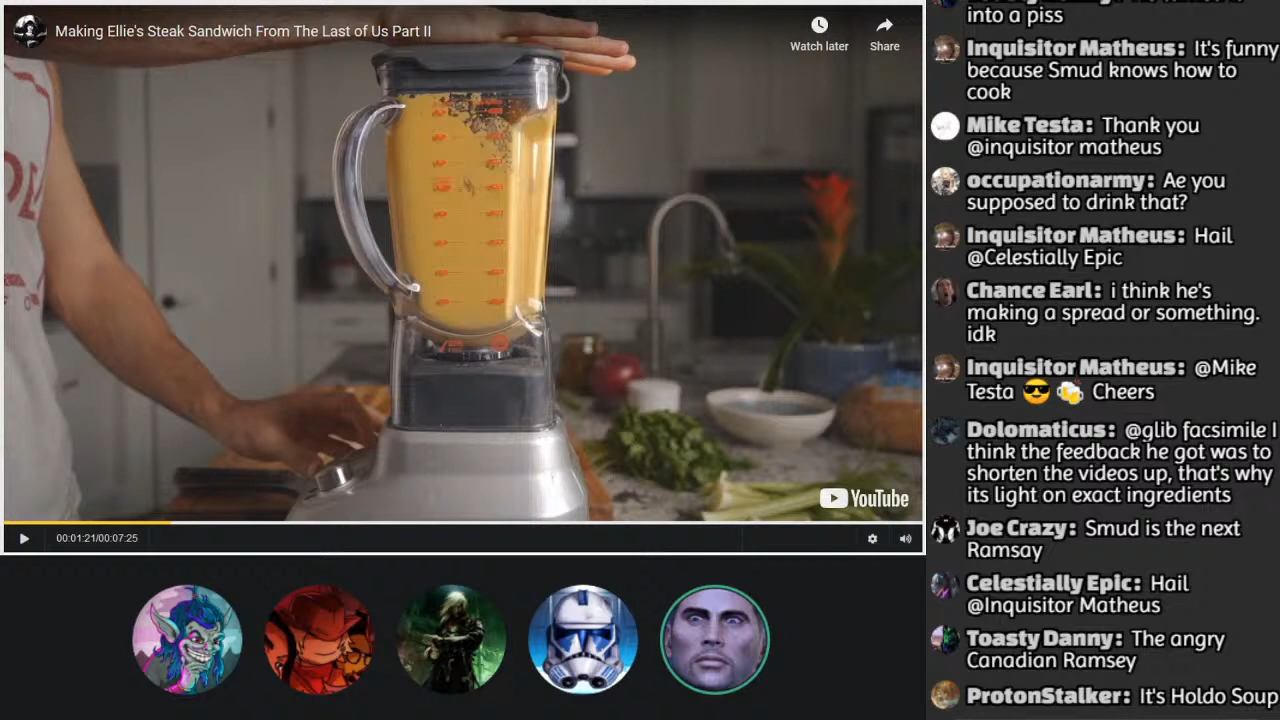 Making Ellie's Steak Sandwich From The Last of Us Part II
Watch later
Share
YouTube
00:01:21/00:07:25
into a piss
Inquisitor Matheus: It's funny
because Smud knows how to
cook
Mike Testa: Thank you
@inquisitor matheus
occupationarmy: Ae you
supposed to drink that?
Inquisitor Matheus: Hail
@Celestially Epic
Chance Earl: i think he's
making a spread or something.
idk
Inquisitor Matheus: @Mike
Testa 😎 🍻 Cheers
Dolomaticus: @glib facsimile I
think the feedback he got was to
shorten the videos up, that's why
its light on exact ingredients
Joe Crazy: Smud is the next
Ramsay
Celestially Epic: Hail
@Inquisitor Matheus
Toasty Danny: The angry
Canadian Ramsey
ProtonStalker: It's Holdo Soup